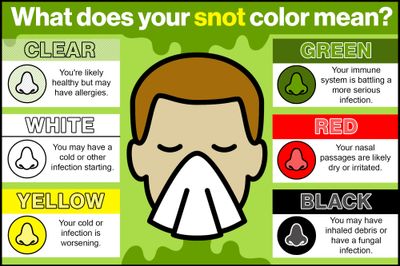 What does your snot color mean?
CLEAR
You're likely
healthy but may
have allergies.
WHITE
You may have a
cold or other
infection starting.
YELLOW
Your cold or
infection is
worsening.
GREEN
Your immune
system is battling a
more serious
infection.
RED
Your nasal
passages are likely
dry or irritated.
BLACK
You may have
inhaled debris or
have a fungal
infection.